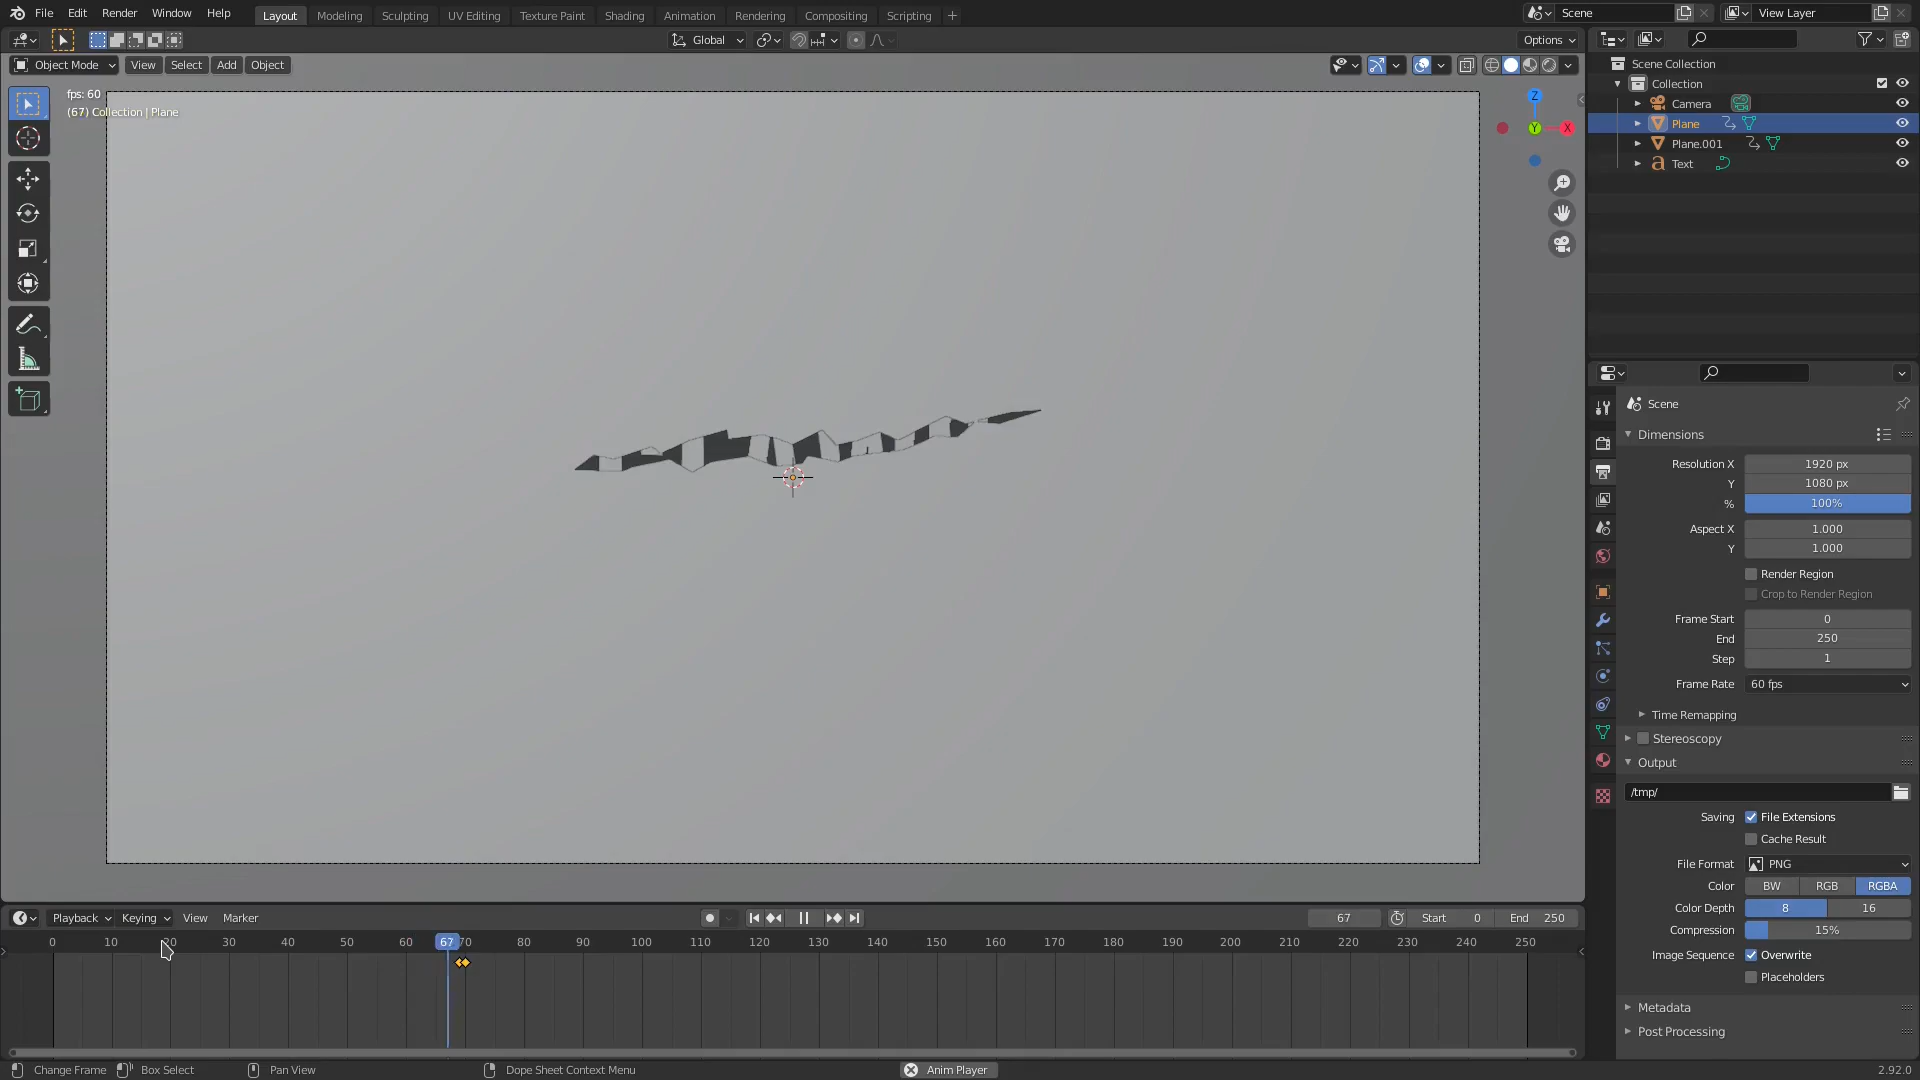 File Edit Render Window Help Layout Modeling Sculpting UV Editing Texture Paint Shading Animation Rendering Compositing Scripting + Scene View Layer
Global Options
Object Mode View Select Add Object
fps: 60
(67) Collection | Plane
Z
Y X
Scene Collection
Collection
Camera
Plane
Plane.001
Text
Scene
Dimensions
Resolution X 1920 px
Y 1080 px
% 100%
Aspect X 1.000
Y 1.000
Render Region
Crop to Render Region
Frame Start 0
End 250
Step 1
Frame Rate 60 fps
Time Remapping
Stereoscopy
Output
/tmp/
Saving File Extensions
Cache Result
File Format PNG
Color BW RGB RGBA
Color Depth 8 16
Compression 15%
Image Sequence Overwrite
Placeholders
Metadata
Post Processing
Playback Keying View Marker 67 Start 0 End 250
0 10 20 30 40 50 60 67 70 80 90 100 110 120 130 140 150 160 170 180 190 200 210 220 230 240 250
Change Frame Box Select Pan View Dope Sheet Context Menu Anim Player 2.92.0